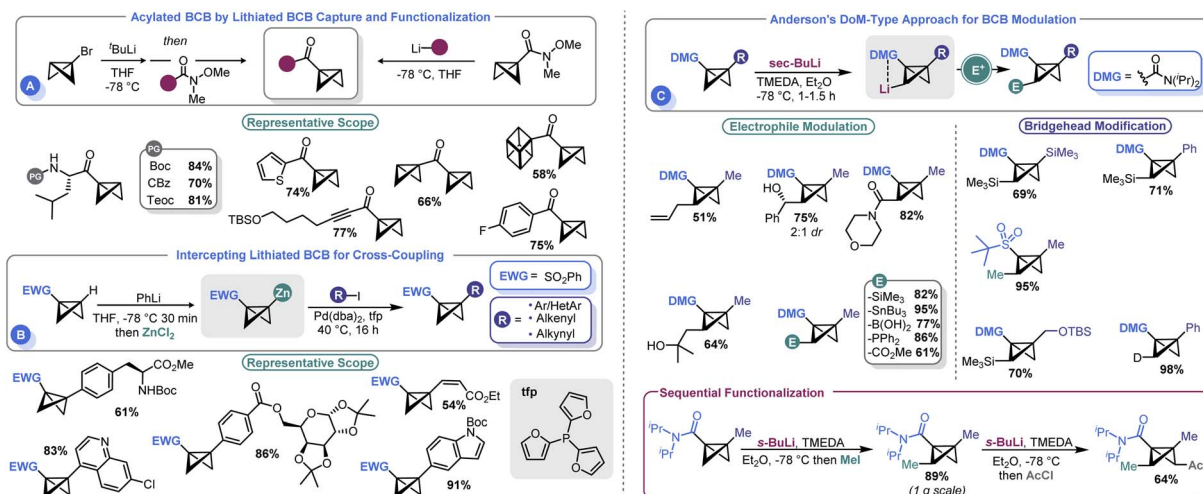 Acylated BCB by Lithiated BCB Capture and Functionalization
Br
ᵗBuLi
THF
-78 °C
then
O
N
OMe
Me
O
Li
-78 °C, THF
O
N
OMe
Me
A
Representative Scope
PG
H
N
O
PG
Boc 84%
CBz 70%
Teoc 81%
S
O
74%
O
66%
O
58%
TBSO
O
77%
F
O
75%
Intercepting Lithiated BCB for Cross-Coupling
EWG
H
PhLi
THF, -78 °C 30 min
then ZnCl₂
EWG
Zn
R–I
Pd(dba)₂, tfp
40 °C, 16 h
EWG
R
EWG = SO₂Ph
R =
• Ar/HetAr
• Alkenyl
• Alkynyl
B
Representative Scope
EWG
O
OMe
NHBoc
61%
83%
EWG
N
Cl
EWG
O
O
O
O
O
O
O
86%
EWG
CO₂Et
54%
EWG
Boc
N
91%
tfp
O
P
O
O
Anderson's DoM-Type Approach for BCB Modulation
DMG
R
sec-BuLi
TMEDA, Et₂O
-78 °C, 1-1.5 h
DMG
R
Li
E⁺
DMG
R
E
DMG =
O
N(ⁱPr)₂
C
Electrophile Modulation
DMG
Me
51%
DMG
Me
HO
Ph
75%
2:1 dr
DMG
Me
O
N
O
82%
DMG
Me
HO
64%
DMG
Me
E
E
-SiMe₃ 82%
-SnBu₃ 95%
-B(OH)₂ 77%
-PPh₂ 86%
-CO₂Me 61%
Bridgehead Modification
DMG
SiMe₃
Me₃Si
69%
DMG
Ph
Me₃Si
71%
O
O
S
Me
Me
95%
DMG
OTBS
Me₃Si
70%
DMG
Ph
D
98%
Sequential Functionalization
ⁱPr
N
ⁱPr
O
Me
s-BuLi, TMEDA
Et₂O, -78 °C then MeI
ⁱPr
N
ⁱPr
O
Me
Me
89%
(1 g scale)
s-BuLi, TMEDA
Et₂O, -78 °C
then AcCl
ⁱPr
N
ⁱPr
O
Me
Me
Ac
64%